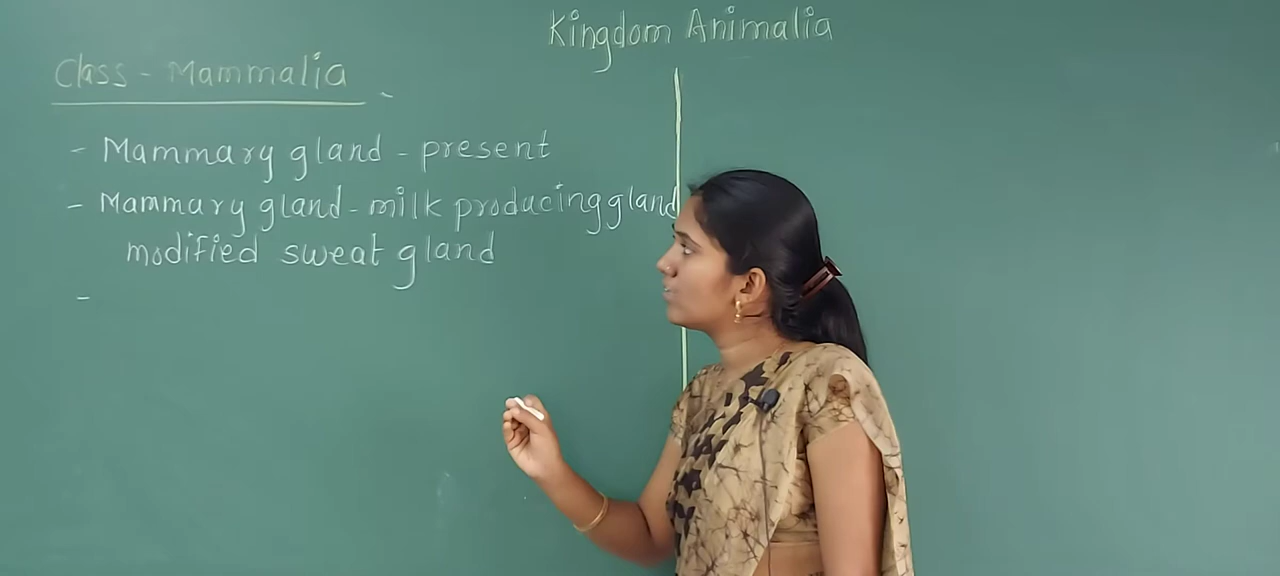 Kingdom Animalia
Class - Mammalia
- Mammary gland - present
- Mammary gland - milk producing gland
modified sweat gland
-